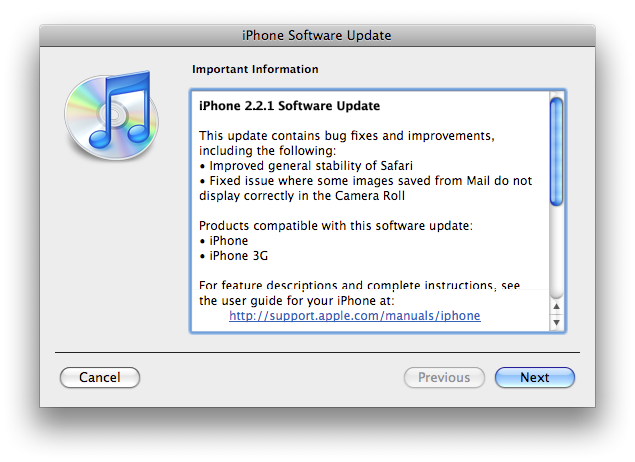 iPhone Software Update
Important Information
iPhone 2.2.1 Software Update
This update contains bug fixes and improvements,
including the following:
• Improved general stability of Safari
• Fixed issue where some images saved from Mail do not
display correctly in the Camera Roll
Products compatible with this software update:
• iPhone
• iPhone 3G
For feature descriptions and complete instructions, see
the user guide for your iPhone at:
http://support.apple.com/manuals/iphone
Cancel
Previous
Next